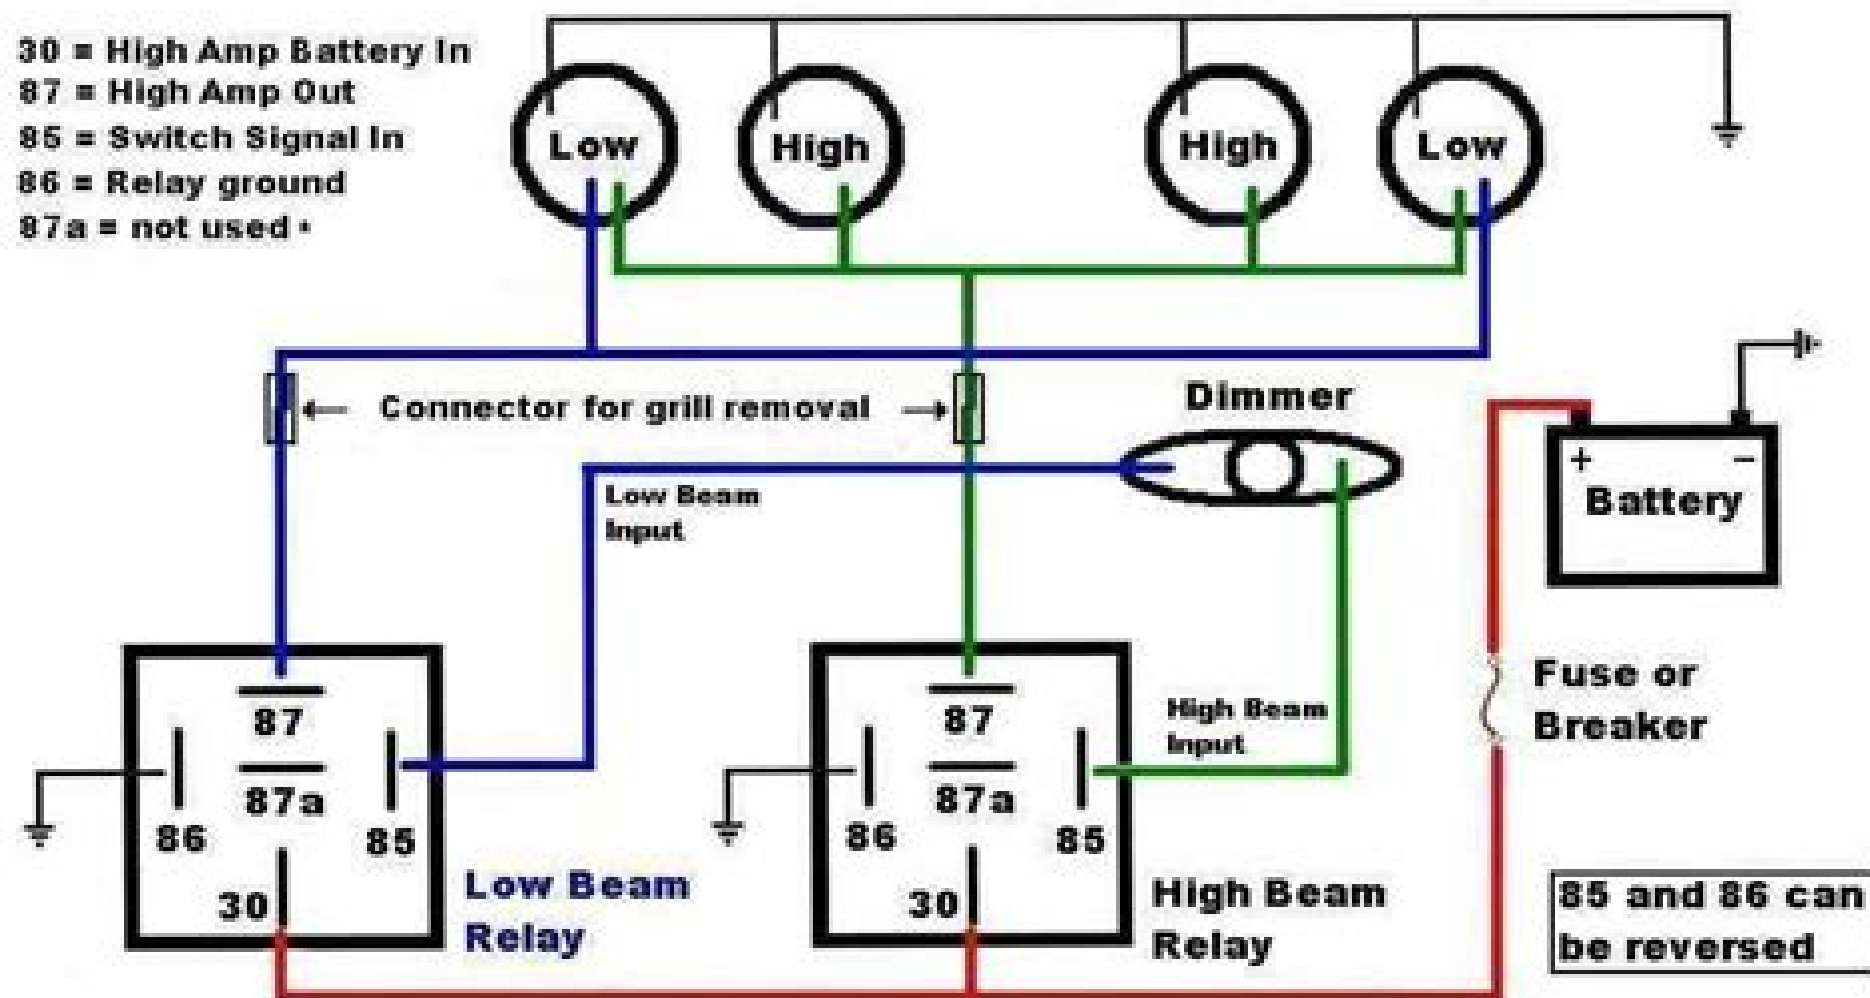 30 = High Amp Battery In
87 = High Amp Out
85 = Switch Signal In
86 = Relay ground
87a = not used *
Low
High
High
Low
Connector for grill removal
Dimmer
+ −
Battery
Low Beam
Input
Fuse or
Breaker
High Beam
Input
87
87a
86
85
30
Low Beam
Relay
87
87a
86
85
30
High Beam
Relay
85 and 86 can
be reversed